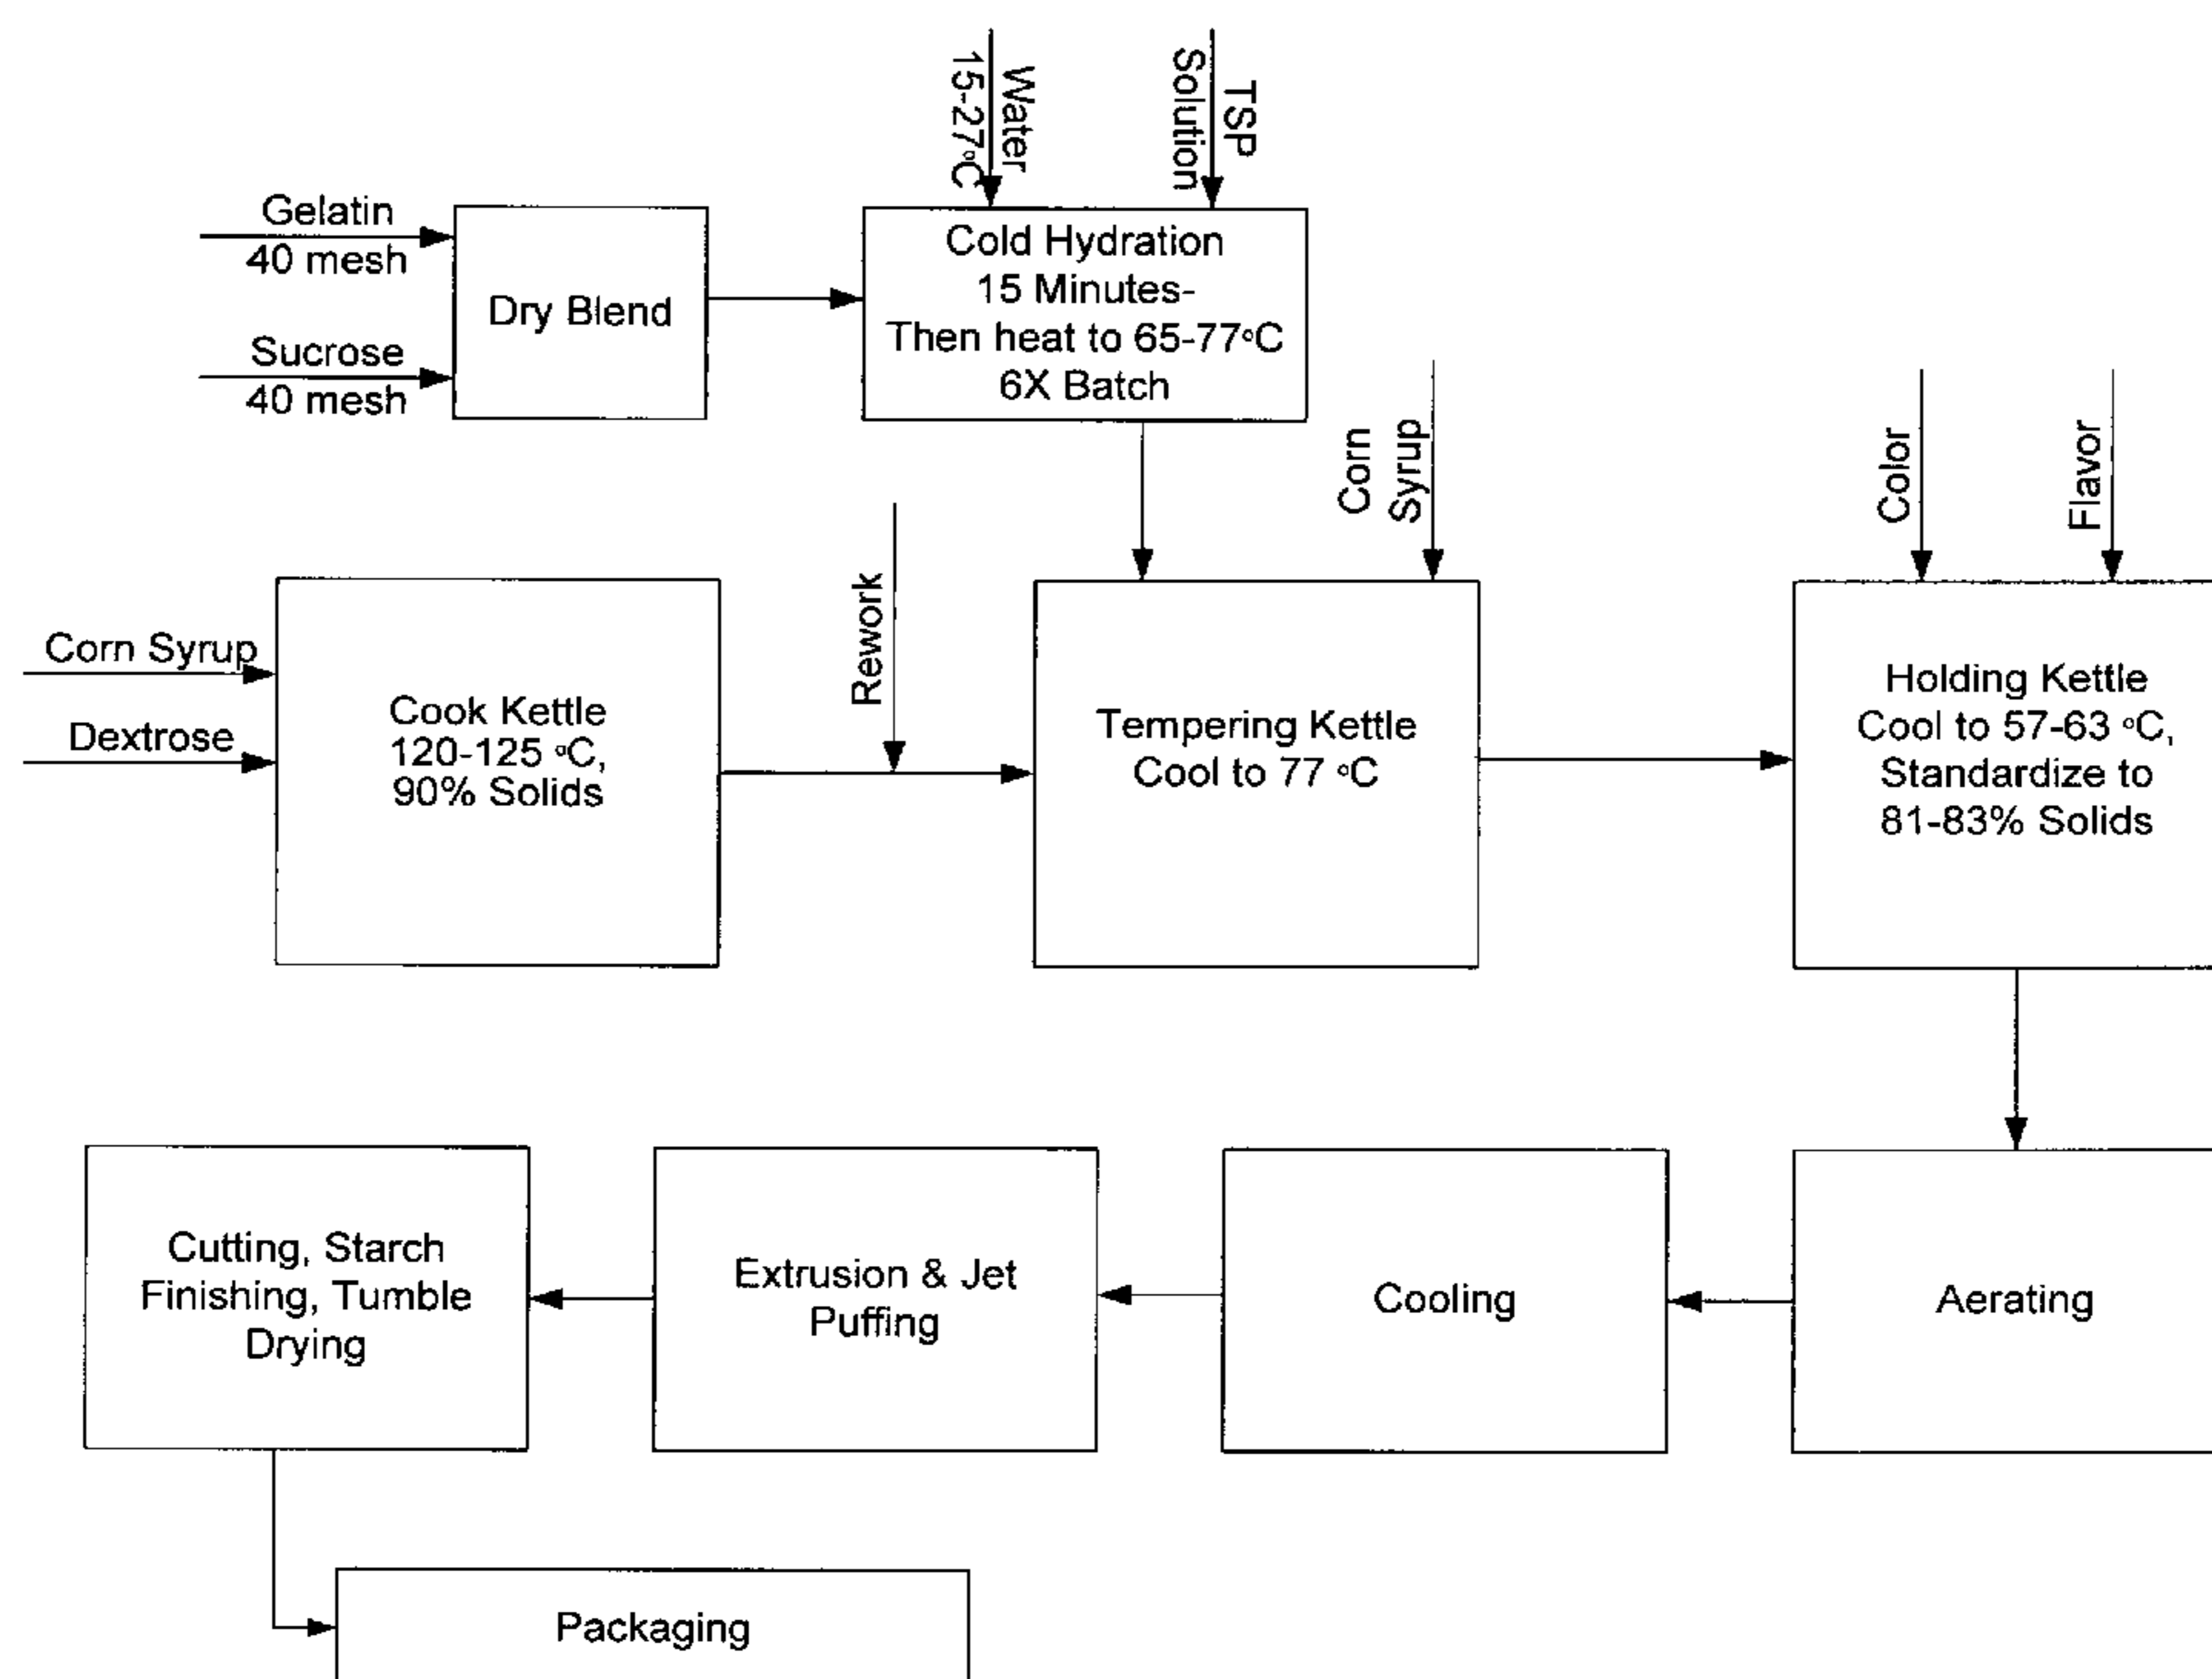 Water
15-27°C
TSP
Solution
Gelatin
40 mesh
Sucrose
40 mesh
Dry Blend
Cold Hydration
15 Minutes-
Then heat to 65-77°C
6X Batch
Corn
Syrup
Color
Flavor
Rework
Corn Syrup
Dextrose
Cook Kettle
120-125 °C,
90% Solids
Tempering Kettle
Cool to 77 °C
Holding Kettle
Cool to 57-63 °C,
Standardize to
81-83% Solids
Cutting, Starch
Finishing, Tumble
Drying
Extrusion & Jet
Puffing
Cooling
Aerating
Packaging